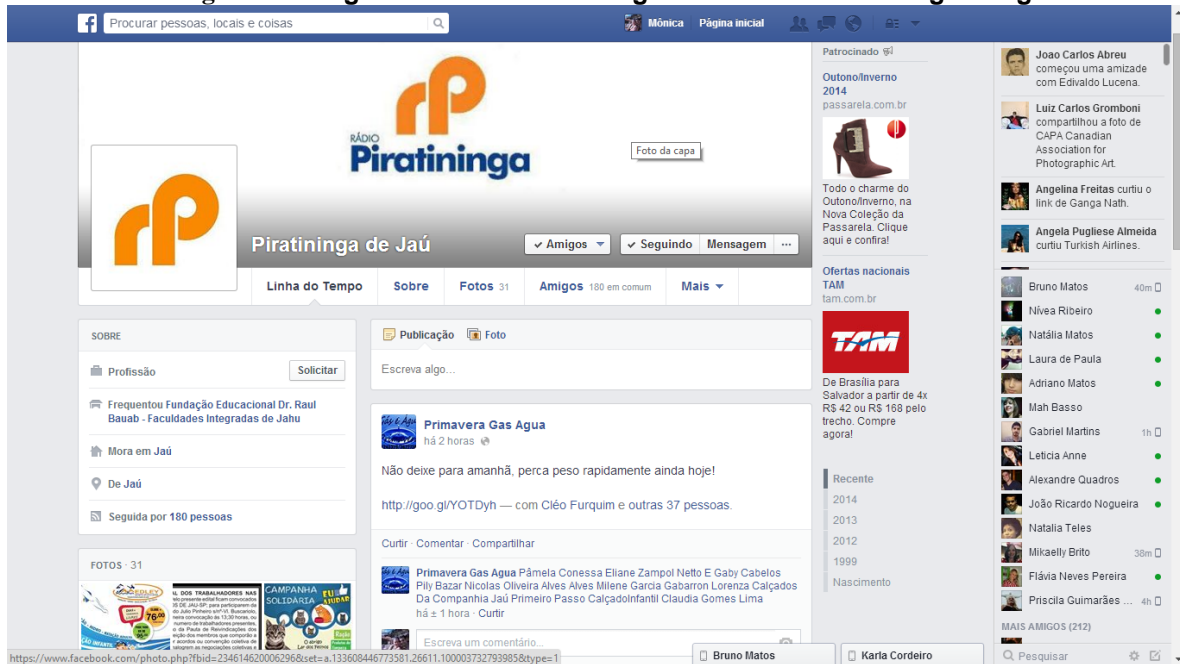 Procurar pessoas, locais e coisas
Mônica Página inicial
RÁDIO
Piratininga
Foto da capa
Piratininga de Jaú
Amigos
Seguindo
Mensagem
Linha do Tempo
Sobre
Fotos 31
Amigos 180 em comum
Mais
SOBRE
Profissão
Solicitar
Frequentou Fundação Educacional Dr. Raul
Bauab - Faculdades Integradas de Jahu
Mora em Jaú
De Jaú
Seguida por 180 pessoas
FOTOS · 31
CAMPANHA
SOLIDÁRIA
Publicação Foto
Escreva algo...
Primavera Gas Agua
há 2 horas
Não deixe para amanhã, perca peso rapidamente ainda hoje!
http://goo.gl/YOTDyh — com Cléo Furquim e outras 37 pessoas.
Curtir · Comentar · Compartilhar
Primavera Gas Agua Pâmela Conessa Eliane Zampol Netto E Gaby Cabelos
Pily Bazar Nicolas Oliveira Alves Alves Milene Garcia Gabarron Lorenza Calçados
Da Companhia Jaú Primeiro Passo CalçadoInfantil Claudia Gomes Lima
há ± 1 hora · Curtir
Escreva um comentário...
Patrocinado
Outono/Inverno
2014
passarela.com.br
Todo o charme do
Outono/Inverno, na
Nova Coleção da
Passarela. Clique
aqui e confira!
Ofertas nacionais
TAM
tam.com.br
TAM
De Brasília para
Salvador a partir de 4x
R$ 42 ou R$ 168 pelo
trecho. Compre
agora!
Recente
2014
2013
2012
1999
Nascimento
Joao Carlos Abreu
começou uma amizade
com Edivaldo Lucena.
Luiz Carlos Gromboni
compartilhou a foto de
CAPA Canadian
Association for
Photographic Art.
Angelina Freitas curtiu o
link de Ganga Nath.
Angela Pugliese Almeida
curtiu Turkish Airlines.
Bruno Matos 40m
Nívea Ribeiro
Natália Matos
Laura de Paula
Adriano Matos
Mah Basso
Gabriel Martins 1h
Leticia Anne
Alexandre Quadros
João Ricardo Nogueira
Natalia Teles
Mikaelly Brito 38m
Flávia Neves Pereira
Priscila Guimarães ... 4h
MAIS AMIGOS (212)
Pesquisar
Bruno Matos
Karla Cordeiro
https://www.facebook.com/photo.php?fbid=234614620006296&set=a.133608446773581.26611.100003732793985&type=1